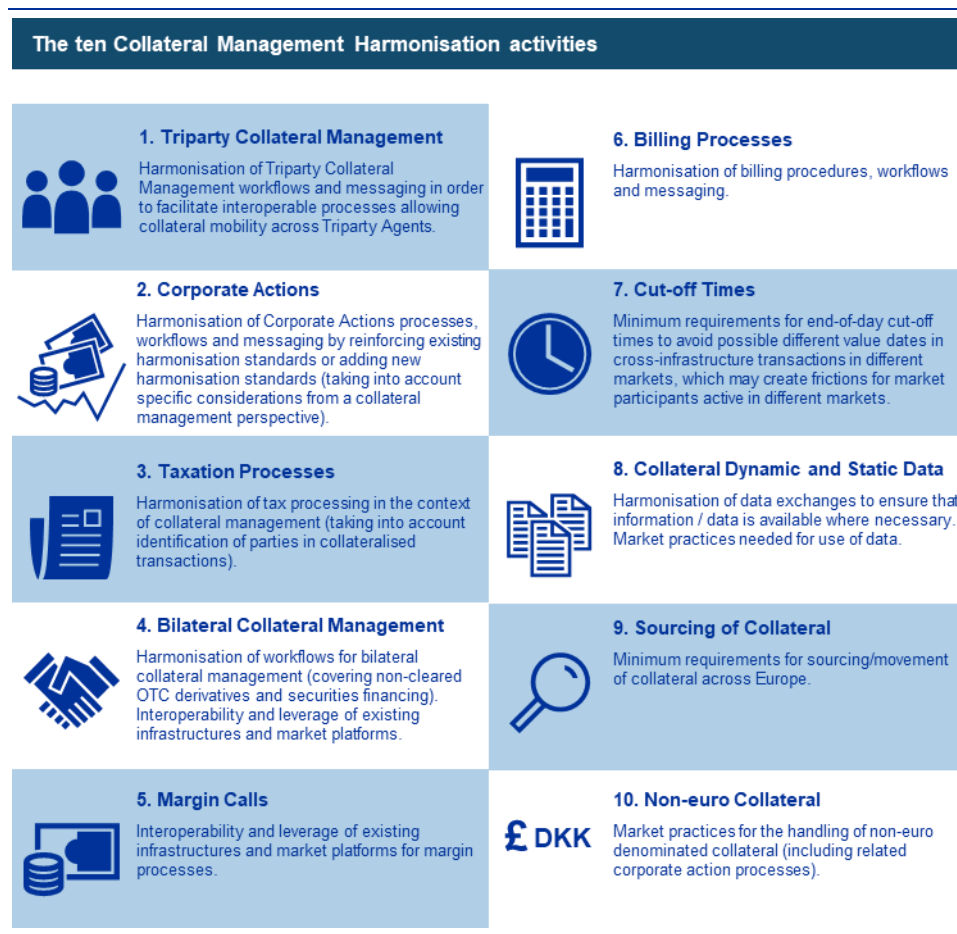 The ten Collateral Management Harmonisation activities
1. Triparty Collateral Management
Harmonisation of Triparty Collateral
Management workflows and messaging in order
to facilitate interoperable processes allowing
collateral mobility across Triparty Agents.
2. Corporate Actions
Harmonisation of Corporate Actions processes,
workflows and messaging by reinforcing existing
harmonisation standards or adding new
harmonisation standards (taking into account
specific considerations from a collateral
management perspective).
3. Taxation Processes
Harmonisation of tax processing in the context
of collateral management (taking into account
identification of parties in collateralised
transactions).
4. Bilateral Collateral Management
Harmonisation of workflows for bilateral
collateral management (covering non-cleared
OTC derivatives and securities financing).
Interoperability and leverage of existing
infrastructures and market platforms.
5. Margin Calls
Interoperability and leverage of existing
infrastructures and market platforms for margin
processes.
6. Billing Processes
Harmonisation of billing procedures, workflows
and messaging.
7. Cut-off Times
Minimum requirements for end-of-day cut-off
times to avoid possible different value dates in
cross-infrastructure transactions in different
markets, which may create frictions for market
participants active in different markets.
8. Collateral Dynamic and Static Data
Harmonisation of data exchanges to ensure that
information / data is available where necessary.
Market practices needed for use of data.
9. Sourcing of Collateral
Minimum requirements for sourcing/movement
of collateral across Europe.
10. Non-euro Collateral
£ DKK
Market practices for the handling of non-euro
denominated collateral (including related
corporate action processes).